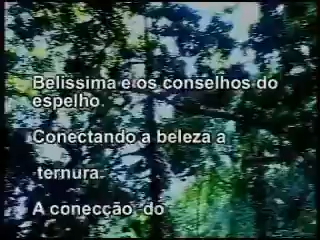 Belissima e os conselhos do
espelho.
Conectando a beleza a
ternura.
A conecção do